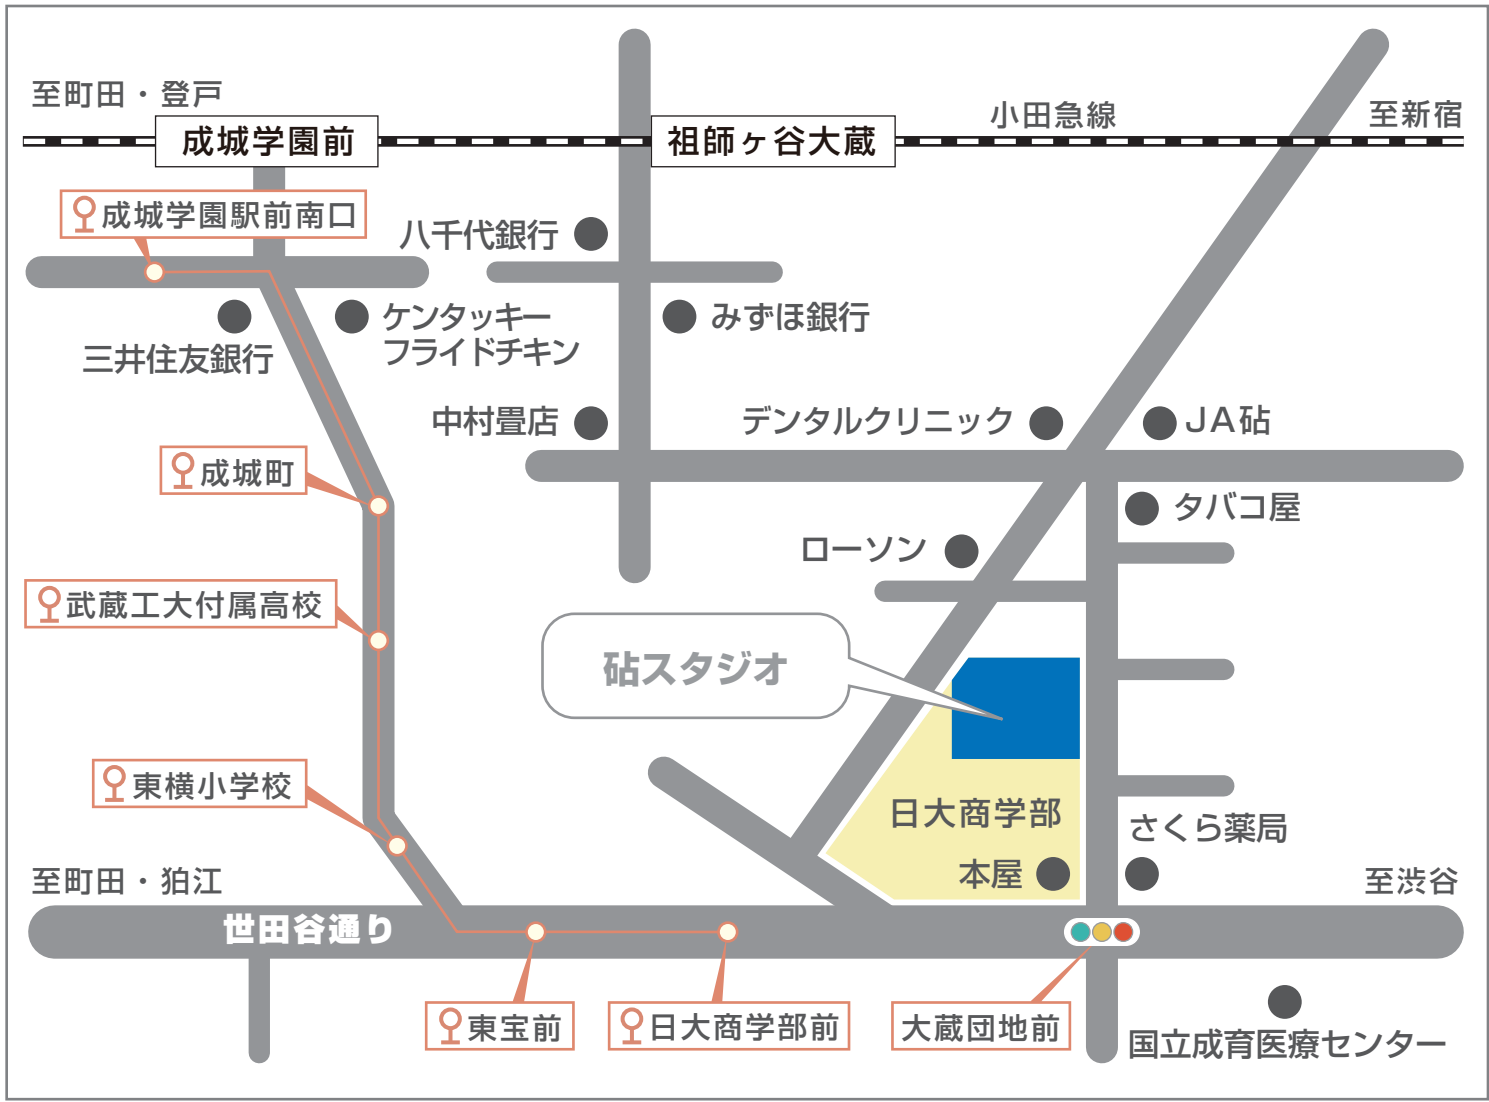 至町田・登戸
小田急線
至新宿
成城学園前
祖師ヶ谷大蔵
成城学園駅前南口
八千代銀行
ケンタッキー
フライドチキン
みずほ銀行
三井住友銀行
中村畳店
デンタルクリニック
JA砧
成城町
タバコ屋
ローソン
武蔵工大付属高校
砧スタジオ
東横小学校
日大商学部
さくら薬局
本屋
至町田・狛江
至渋谷
世田谷通り
東宝前
日大商学部前
大蔵団地前
国立成育医療センター